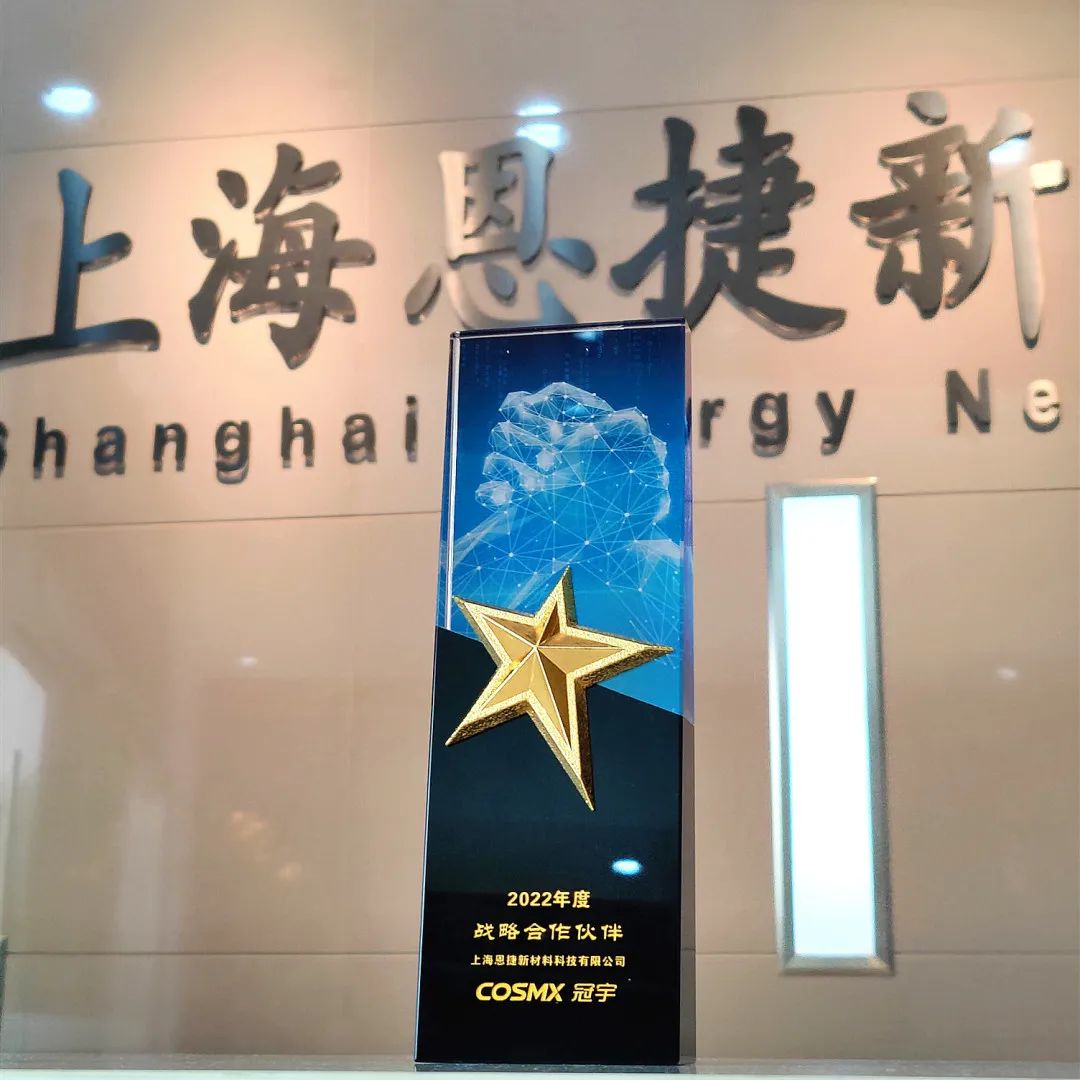 上海恩捷新
Shanghai rgy Ne
2022年度
战略合作伙伴
上海恩捷新材料科技有限公司
COSMX 冠宇